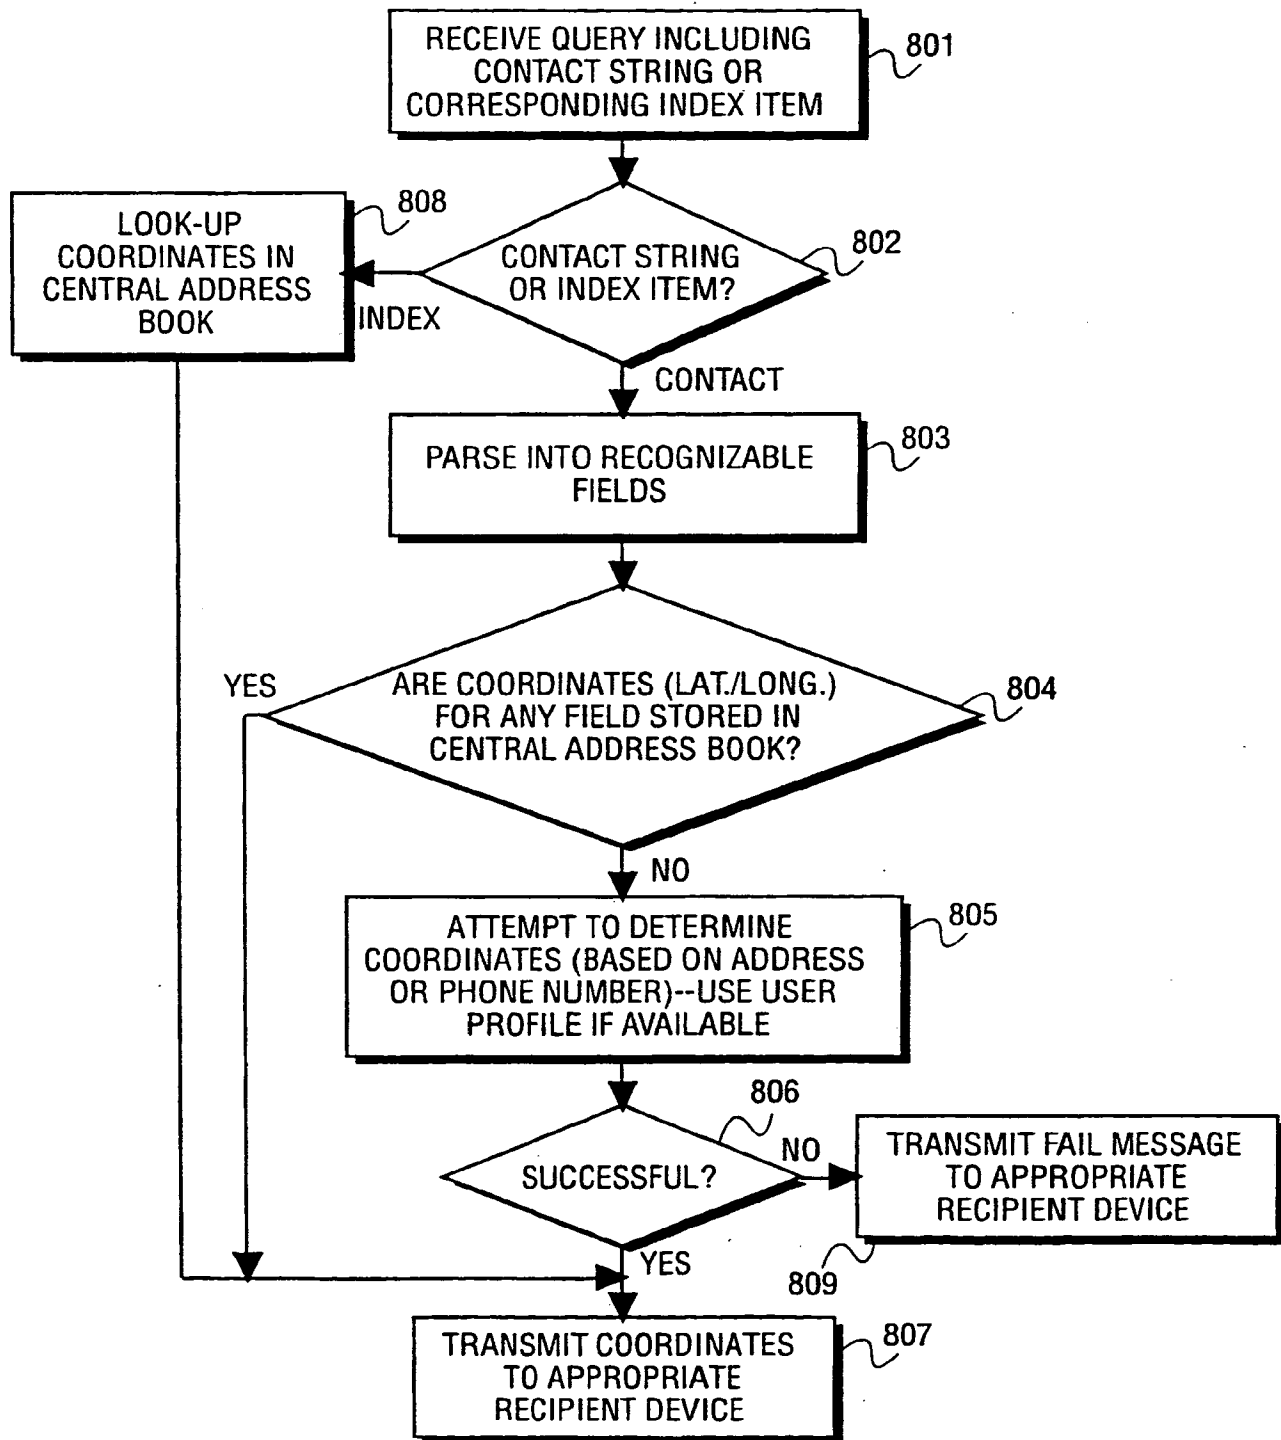 RECEIVE QUERY INCLUDING
CONTACT STRING OR
CORRESPONDING INDEX ITEM
801
LOOK-UP
COORDINATES IN
CENTRAL ADDRESS
BOOK
808
CONTACT STRING
OR INDEX ITEM?
802
INDEX
CONTACT
PARSE INTO RECOGNIZABLE
FIELDS
803
YES
ARE COORDINATES (LAT./LONG.)
FOR ANY FIELD STORED IN
CENTRAL ADDRESS BOOK?
804
NO
ATTEMPT TO DETERMINE
COORDINATES (BASED ON ADDRESS
OR PHONE NUMBER)--USE USER
PROFILE IF AVAILABLE
805
SUCCESSFUL?
806
NO
TRANSMIT FAIL MESSAGE
TO APPROPRIATE
RECIPIENT DEVICE
809
YES
TRANSMIT COORDINATES
TO APPROPRIATE
RECIPIENT DEVICE
807